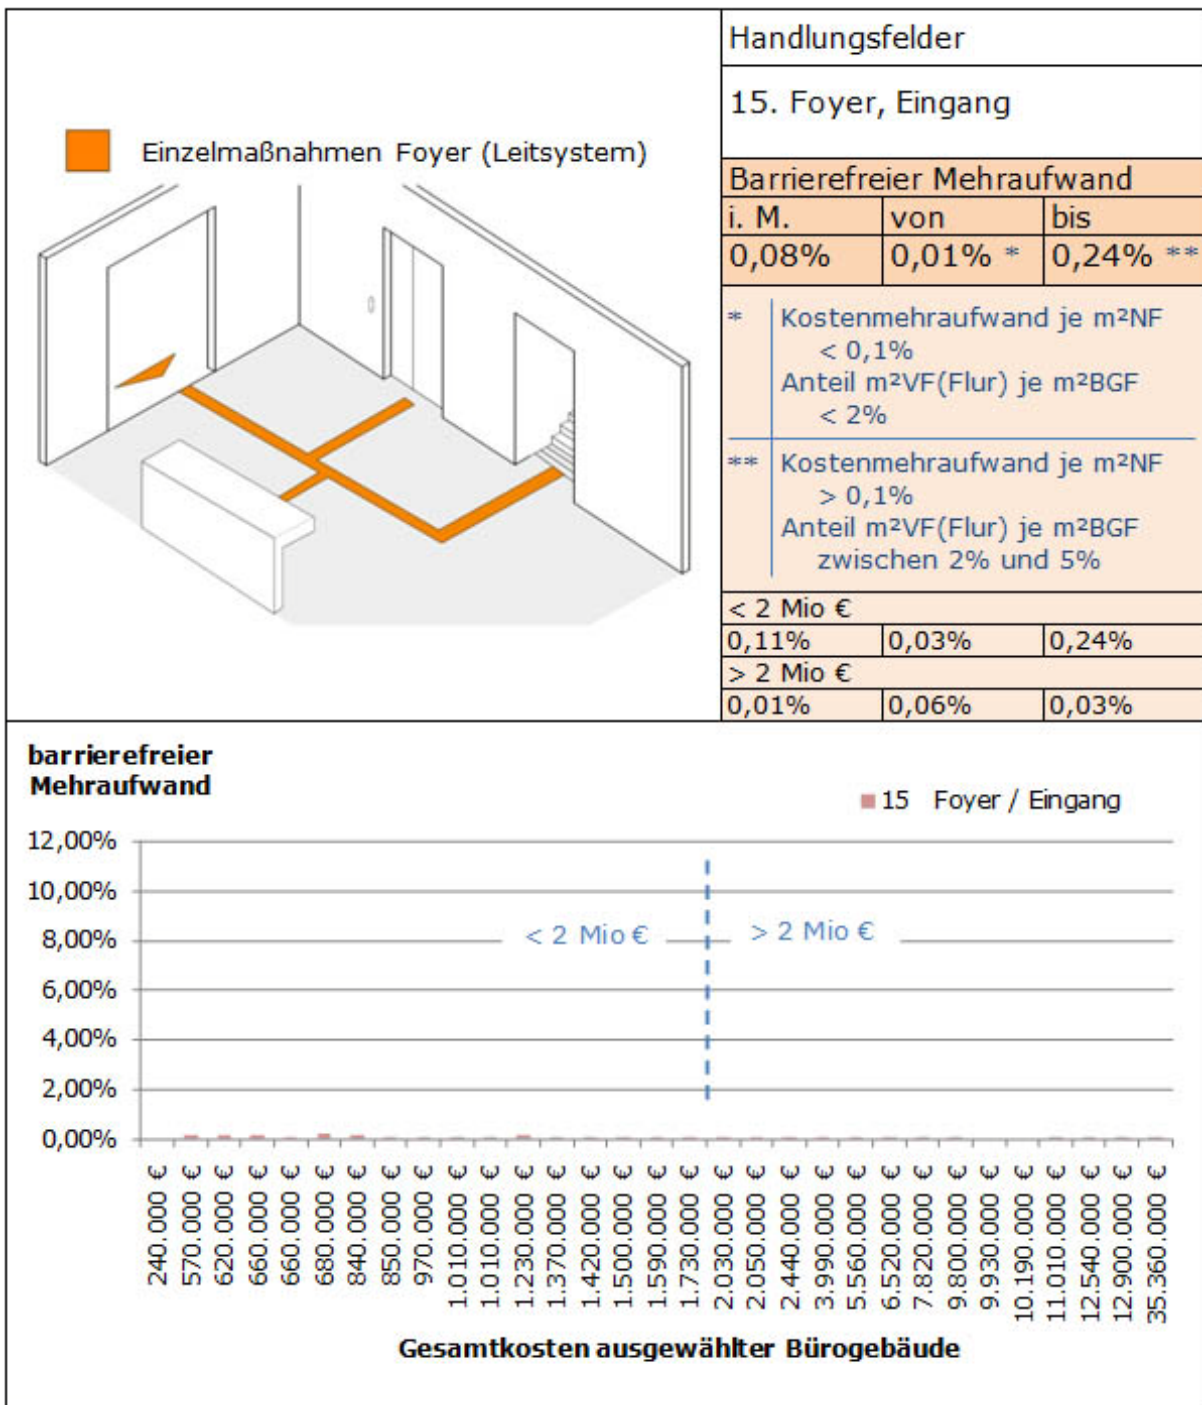 Einzelmaßnahmen Foyer (Leitsystem)
Handlungsfelder
15. Foyer, Eingang
Barrierefreier Mehraufwand
i. M. von bis
0,08% 0,01% * 0,24% **
* Kostenmehraufwand je m²NF
< 0,1%
Anteil m²VF(Flur) je m²BGF
< 2%
** Kostenmehraufwand je m²NF
> 0,1%
Anteil m²VF(Flur) je m²BGF
zwischen 2% und 5%
< 2 Mio €
0,11% 0,03% 0,24%
> 2 Mio €
0,01% 0,06% 0,03%
barrierefreier
Mehraufwand
15 Foyer / Eingang
12,00%
10,00%
8,00%
6,00%
4,00%
2,00%
0,00%
< 2 Mio €
> 2 Mio €
240.000 €
570.000 €
620.000 €
660.000 €
660.000 €
680.000 €
840.000 €
850.000 €
970.000 €
1.010.000 €
1.010.000 €
1.230.000 €
1.370.000 €
1.420.000 €
1.500.000 €
1.590.000 €
1.730.000 €
2.030.000 €
2.050.000 €
2.440.000 €
3.990.000 €
5.560.000 €
6.520.000 €
7.820.000 €
9.800.000 €
9.930.000 €
10.190.000 €
11.010.000 €
12.540.000 €
12.900.000 €
35.360.000 €
Gesamtkosten ausgewählter Bürogebäude